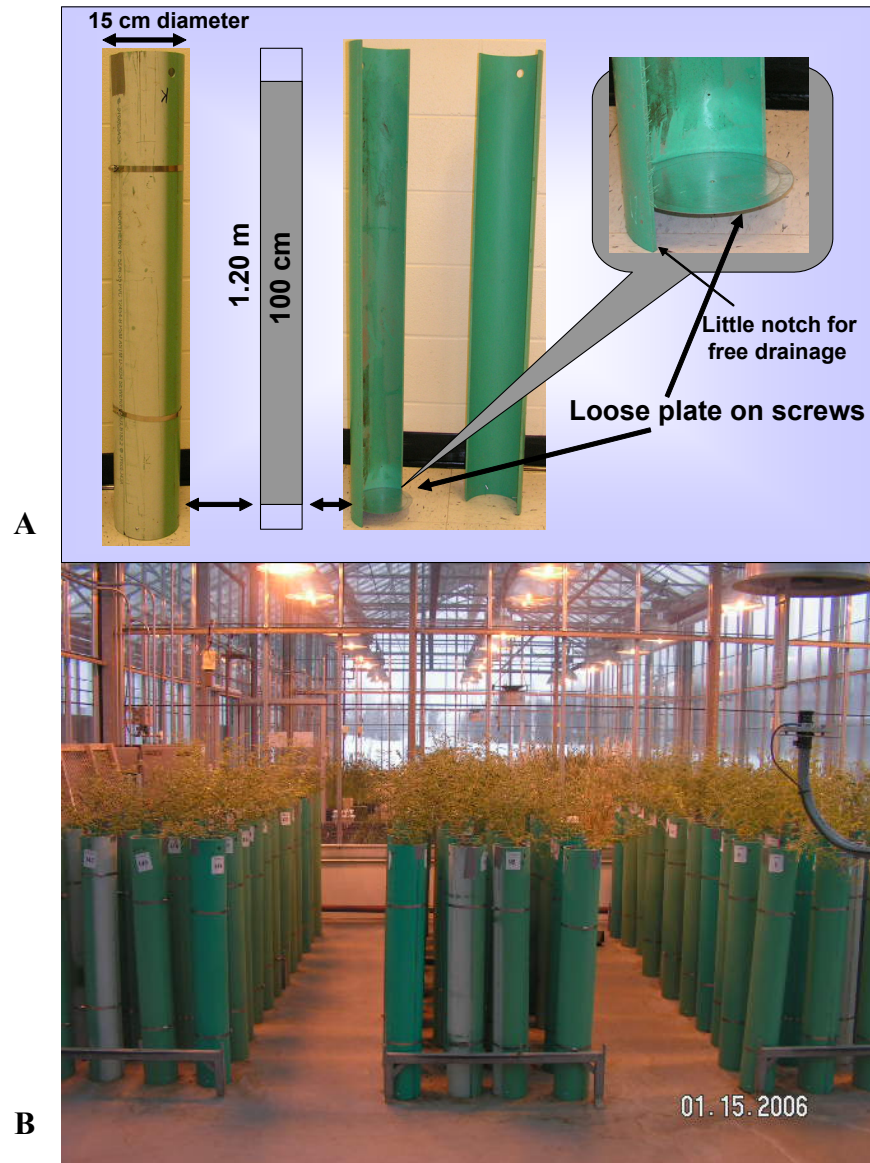 15 cm diameter
K
1.20 m
100 cm
Little notch for
free drainage
Loose plate on screws
A
B
01.15.2006